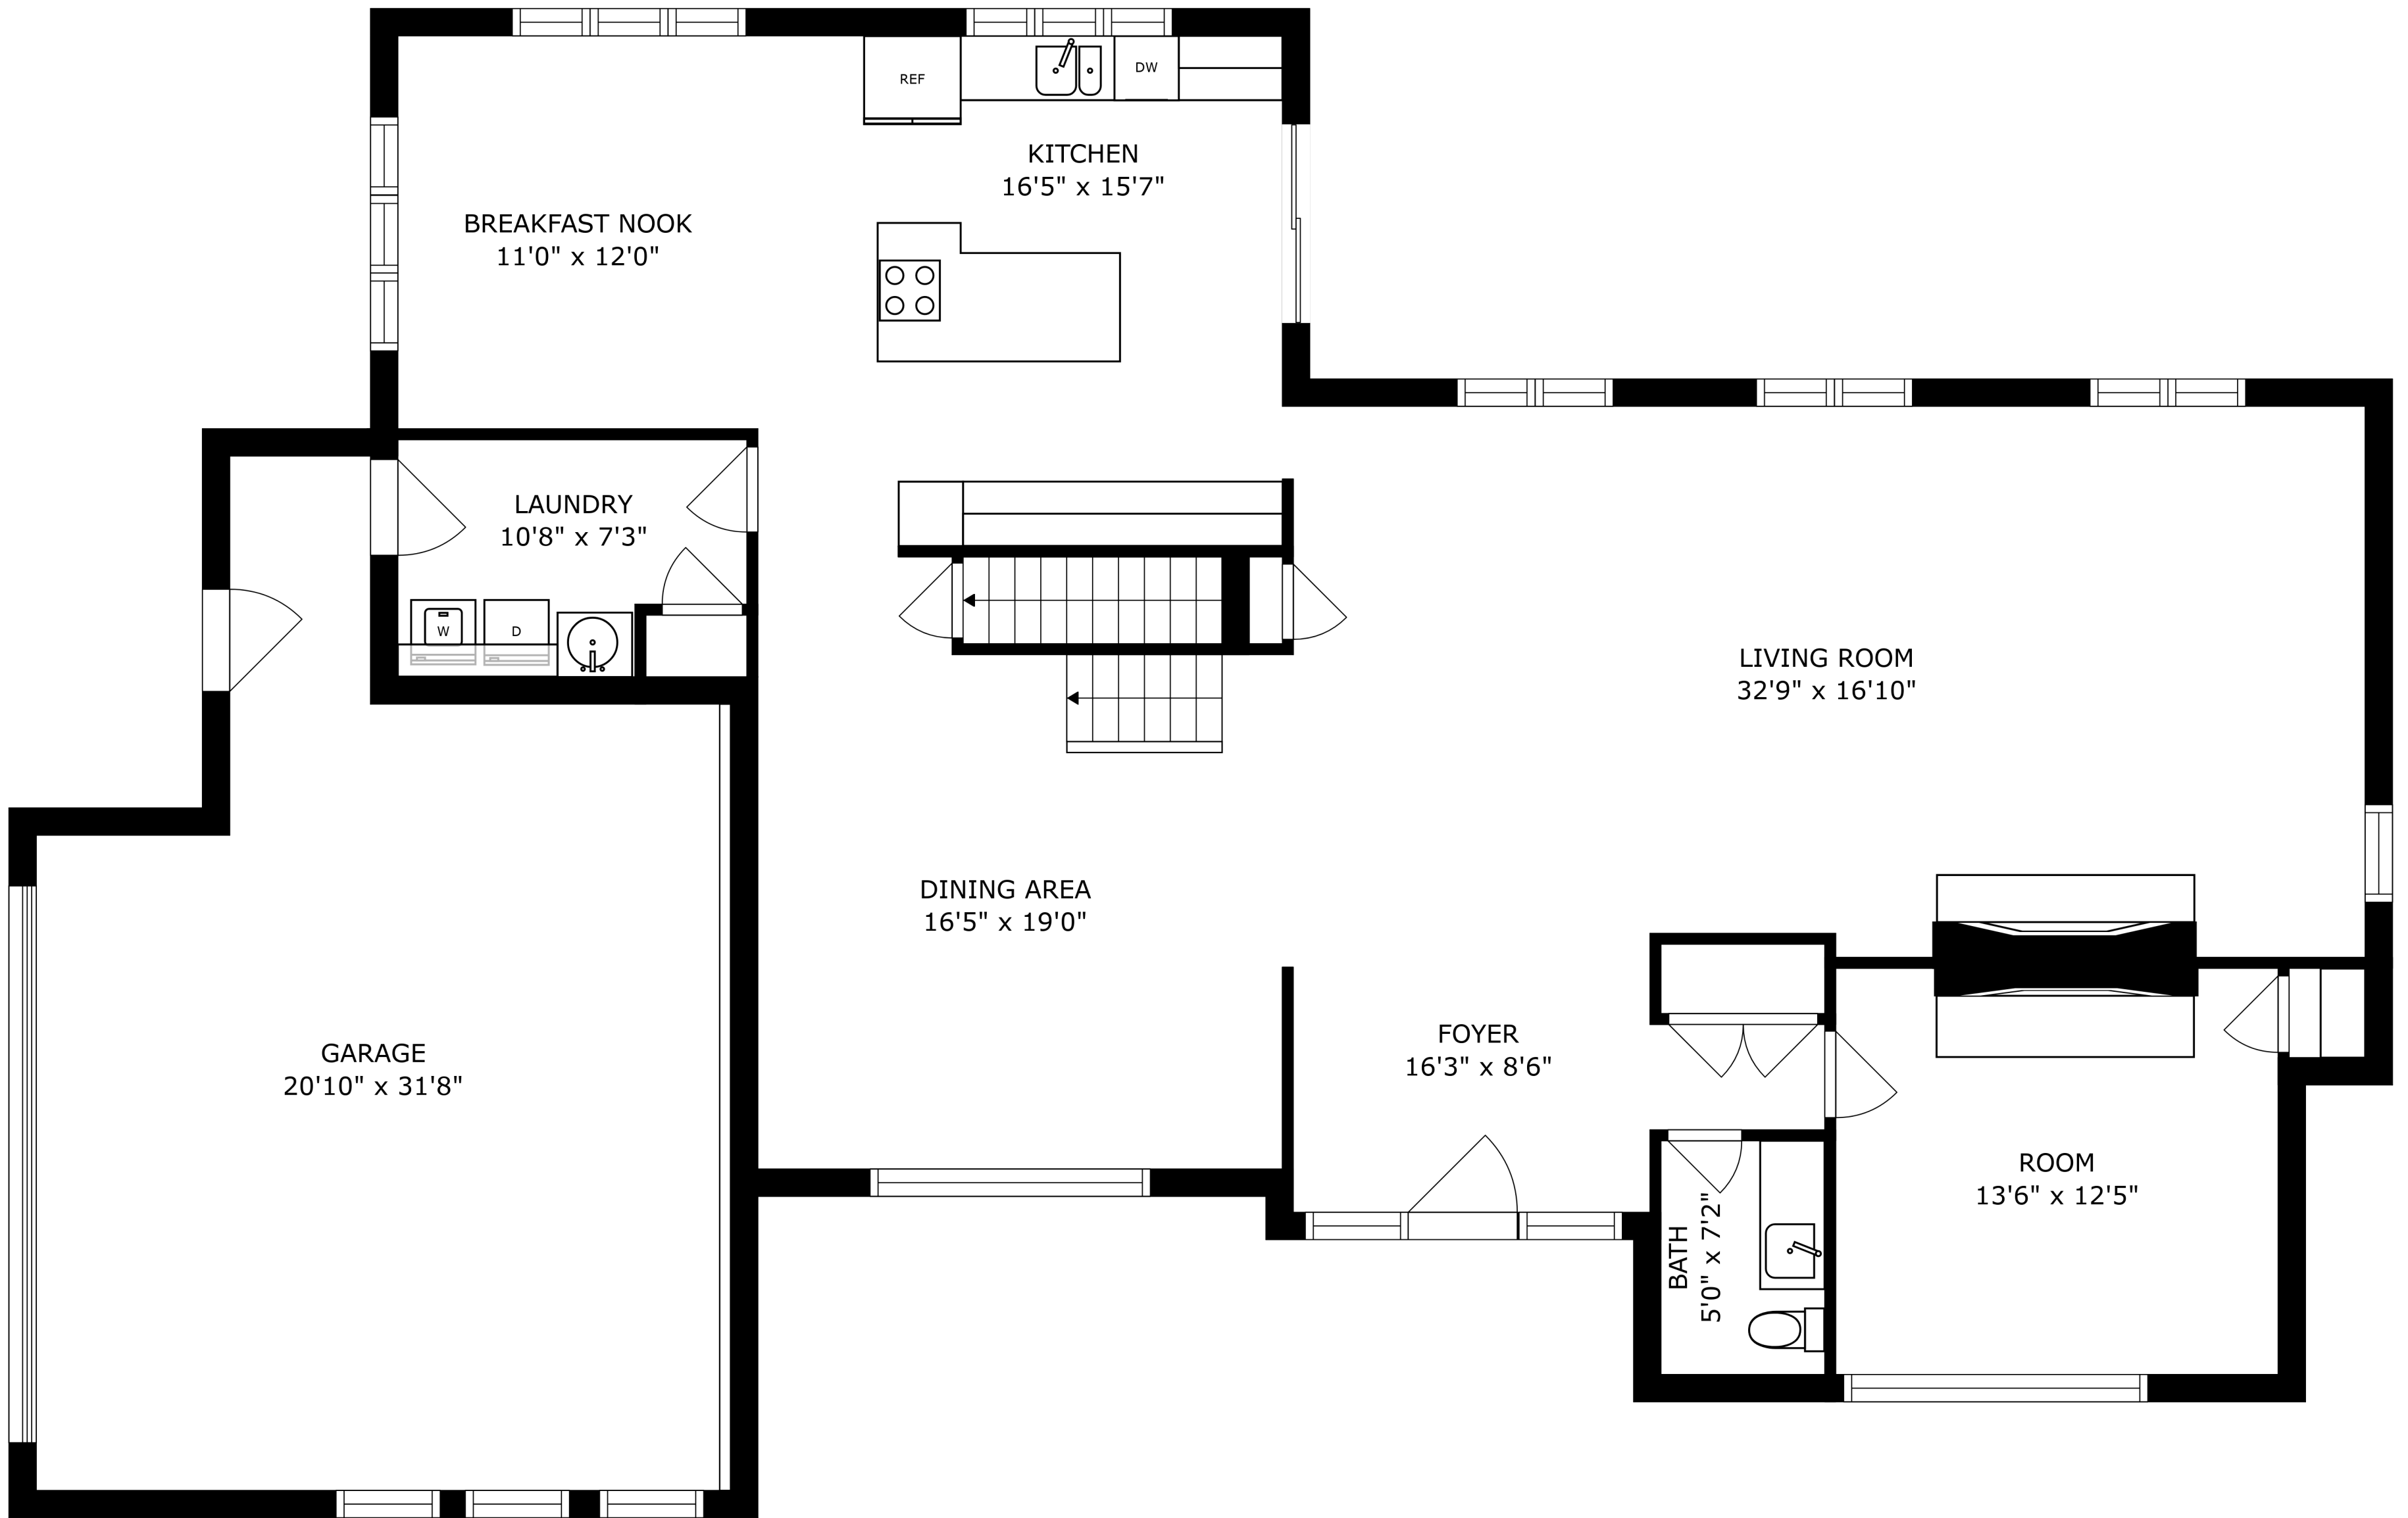 REF
DW
KITCHEN
16'5" x 15'7"
BREAKFAST NOOK
11'0" x 12'0"
LAUNDRY
10'8" x 7'3"
W
D
LIVING ROOM
32'9" x 16'10"
DINING AREA
16'5" x 19'0"
FOYER
16'3" x 8'6"
GARAGE
20'10" x 31'8"
ROOM
13'6" x 12'5"
BATH
5'0" x 7'2"